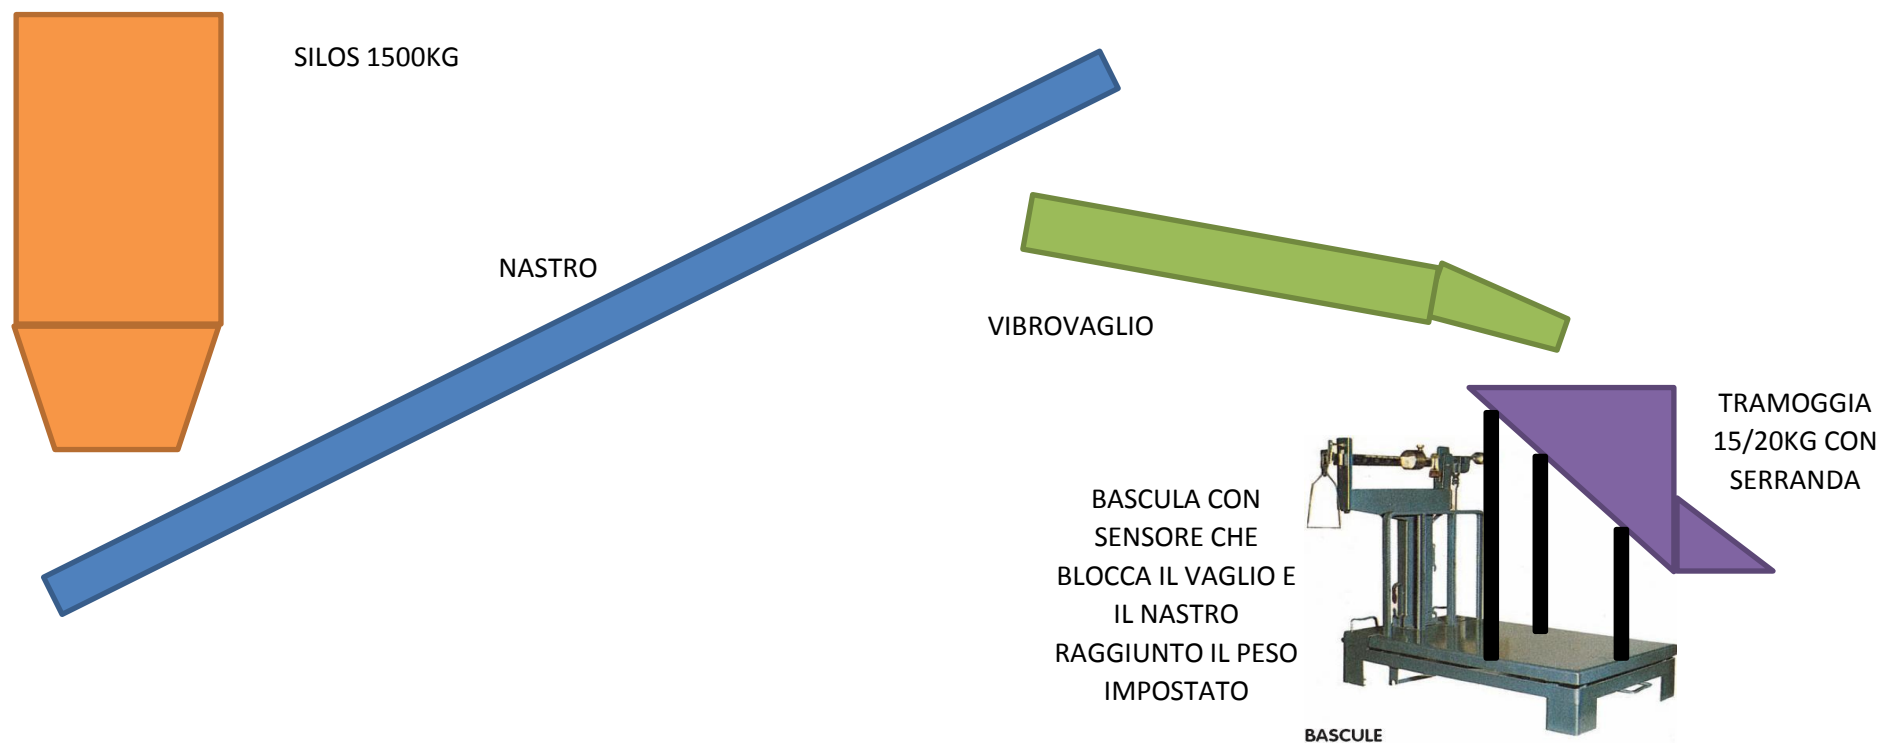 SILOS 1500KG
NASTRO
VIBROVAGLIO
TRAMOGGIA
15/20KG CON
SERRANDA
BASCULA CON
SENSORE CHE
BLOCCA IL VAGLIO E
IL NASTRO
RAGGIUNTO IL PESO
IMPOSTATO
BASCULE